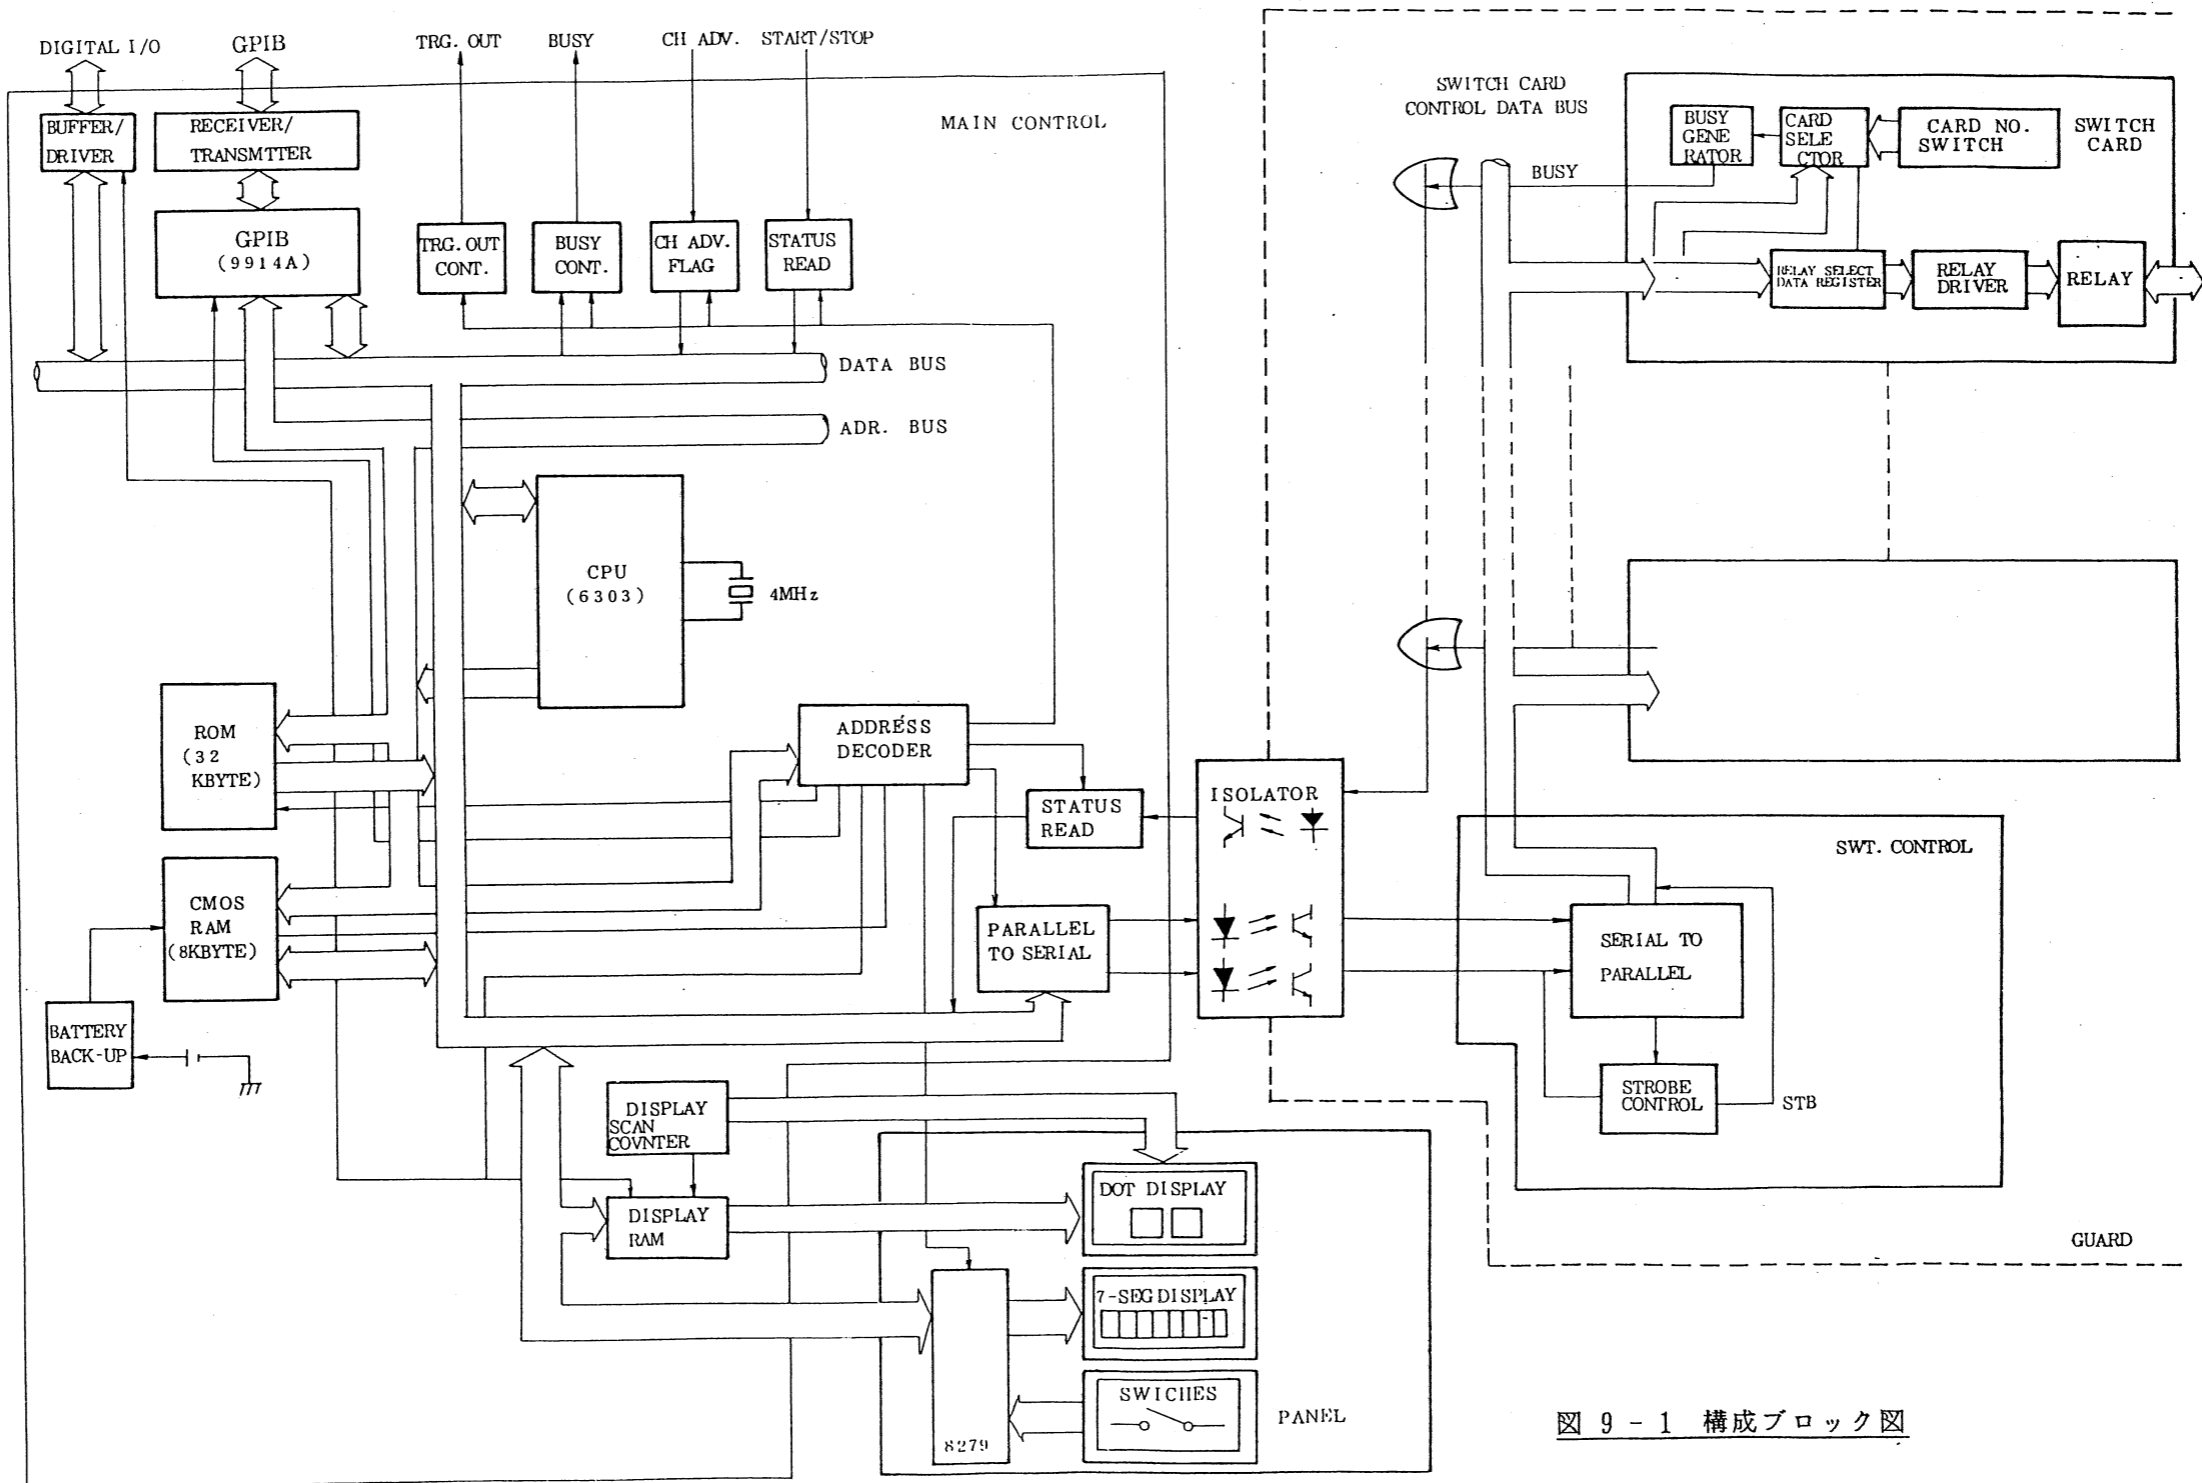 DIGITAL I/O
GPIB
TRG. OUT
BUSY
CH ADV.
START/STOP
MAIN CONTROL
BUFFER/
DRIVER
RECEIVER/
TRANSMTTER
GPIB
(9914A)
TRG. OUT
CONT.
BUSY
CONT.
CH ADV.
FLAG
STATUS
READ
DATA BUS
ADR. BUS
CPU
(6303)
4MHz
ROM
(32
KBYTE)
CMOS
RAM
(8KBYTE)
BATTERY
BACK-UP
ADDRESS
DECODER
STATUS
READ
PARALLEL
TO SERIAL
ISOLATOR
DISPLAY
SCAN
COVNTER
DISPLAY
RAM
DOT DISPLAY
7-SEG DISPLAY
SWICHES
8279
PANEL
SWITCH CARD
CONTROL DATA BUS
BUSY
BUSY
GENE
RATOR
CARD
SELE
CTOR
CARD NO.
SWITCH
SWITCH
CARD
RELAY SELECT
DATA REGISTER
RELAY
DRIVER
RELAY
SWT. CONTROL
SERIAL TO
PARALLEL
STROBE
CONTROL
STB
GUARD
図 9-1 構成ブロック図